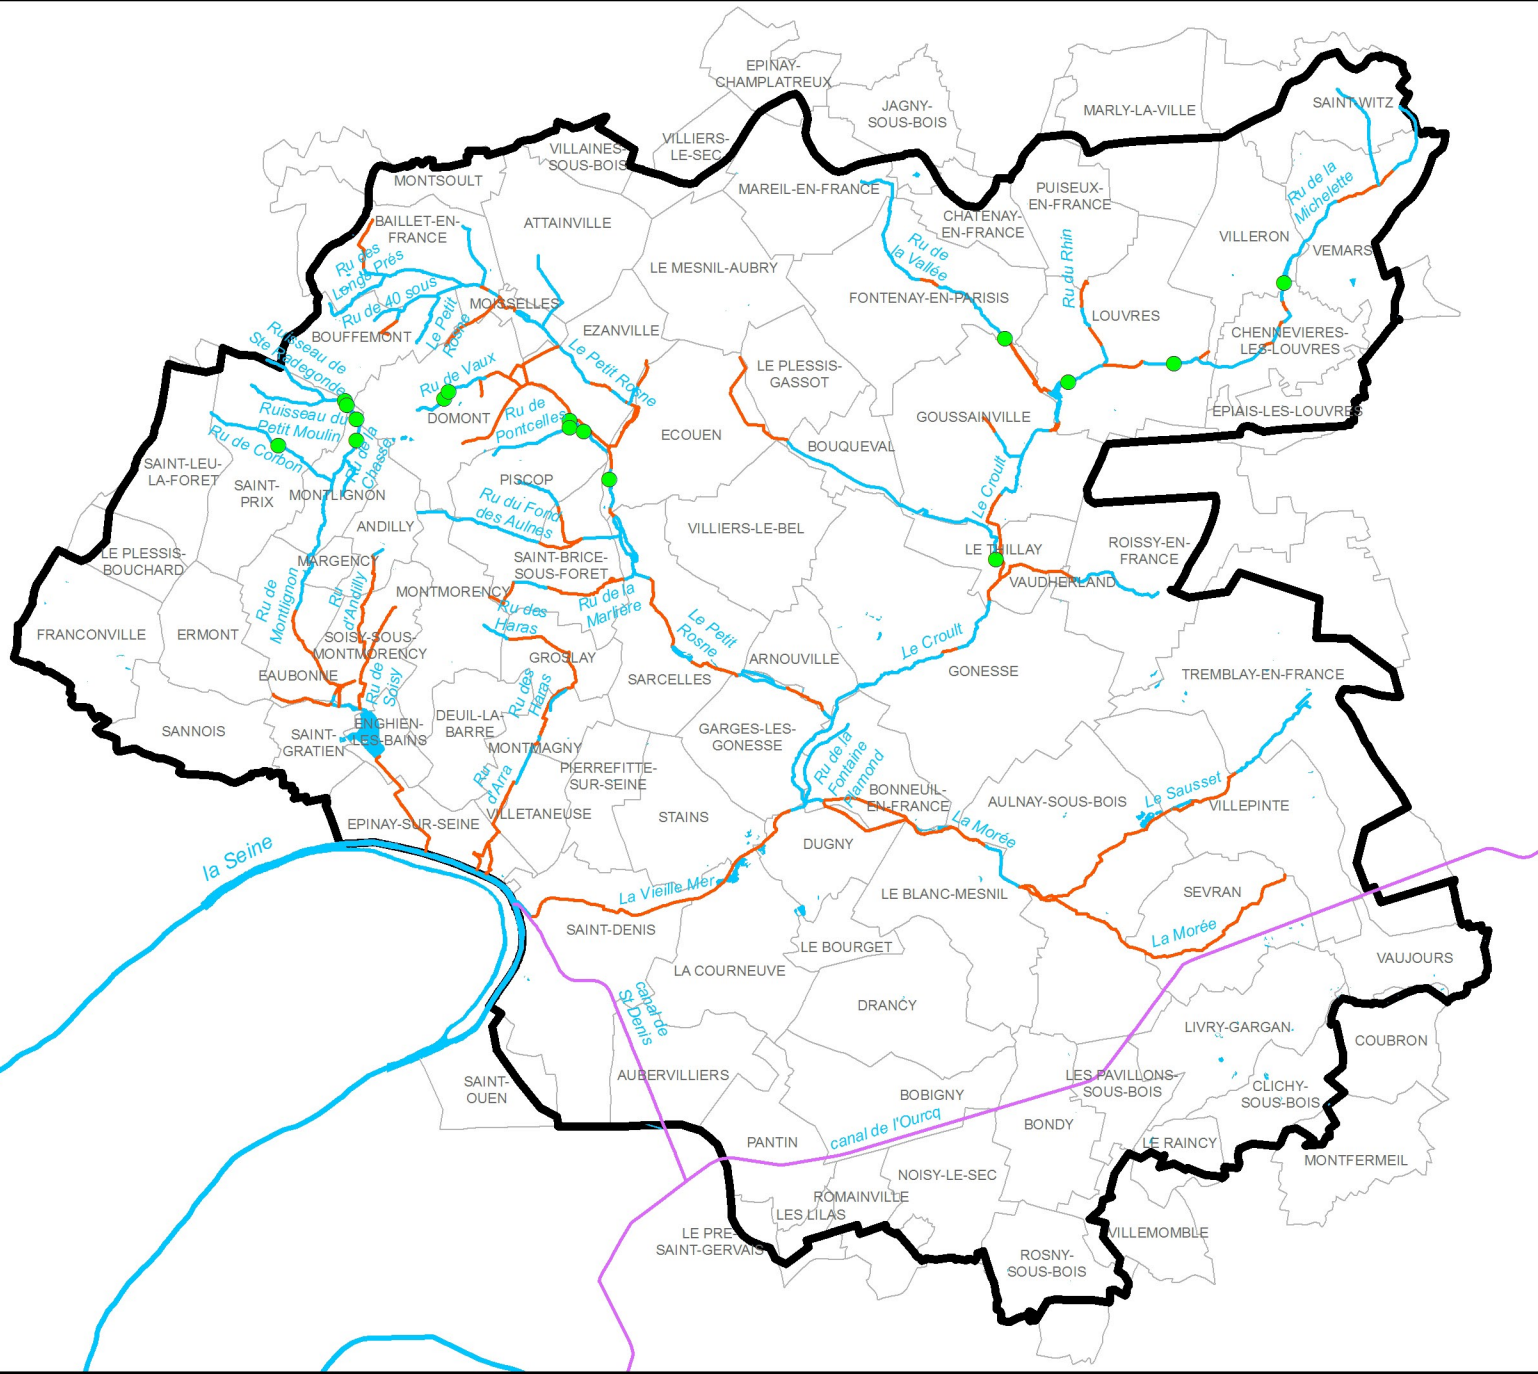 EPINAY-
CHAMPLATREUX
JAGNY-
SOUS-BOIS
MARLY-LA-VILLE
SAINT-WITZ
VILLIERS-
LE-SEC
VILLAINES-
SOUS-BOIS
MONTSOULT
MAREIL-EN-FRANCE
PUISEUX-
EN-FRANCE
Ru de la
Michelette
CHATENAY-
EN-FRANCE
BAILLET-EN-
FRANCE
ATTAINVILLE
VILLERON
VEMARS
Ru de
la Vallée
Ru des
Longs Prés
LE MESNIL-AUBRY
Ru du Rhin
Ru de 40 sous
MOISSELLES
FONTENAY-EN-PARISIS
LOUVRES
BOUFFEMONT
Le Petit
Rosne
EZANVILLE
CHENNEVIERES-
LES-LOUVRES
Ruisseau de
Ste Radegonde
Le Petit Rosne
LE PLESSIS-
GASSOT
Ru de Vaux
DOMONT
Ruisseau du
Petit Moulin
Ru de
Pontcelles
GOUSSAINVILLE
EPIAIS-LES-LOUVRES
Ru de Corbon
Ru de la
Chasse
ECOUEN
BOUQUEVAL
SAINT-LEU-
LA-FORET
SAINT-
PRIX
MONTLIGNON
PISCOP
Le Croult
Ru du Fond
des Aulnes
ANDILLY
VILLIERS-LE-BEL
LE PLESSIS-
BOUCHARD
MARGENCY
SAINT-BRICE-
SOUS-FORET
LE THILLAY
ROISSY-EN-
FRANCE
VAUDHERLAND
MONTMORENCY
Ru de
Montlignon
Ru
d'Andilly
Ru des
Haras
Ru de la
Marlière
FRANCONVILLE
ERMONT
SOISY-SOUS-
MONTMORENCY
Le Petit
Rosne
Le Croult
GROSLAY
ARNOUVILLE
GONESSE
EAUBONNE
Ru de
Soisy
Ru des
Haras
SARCELLES
TREMBLAY-EN-FRANCE
SANNOIS
SAINT-
GRATIEN
ENGHIEN-
LES-BAINS
DEUIL-LA-
BARRE
GARGES-LES-
GONESSE
MONTMAGNY
Ru de la
Fontaine
Plamond
Ru
d'Arra
PIERREFITTE-
SUR-SEINE
BONNEUIL-
EN-FRANCE
AULNAY-SOUS-BOIS
Le Sausset
VILLEPINTE
EPINAY-SUR-SEINE
VILLETANEUSE
STAINS
La Morée
DUGNY
la Seine
La Vieille Mer
LE BLANC-MESNIL
SEVRAN
SAINT-DENIS
La Morée
LE BOURGET
VAUJOURS
LA COURNEUVE
canal de
St Denis
DRANCY
LIVRY-GARGAN
COUBRON
AUBERVILLIERS
SAINT-
OUEN
LES PAVILLONS-
SOUS-BOIS
BOBIGNY
CLICHY-
SOUS-BOIS
canal de l'Ourcq
BONDY
PANTIN
LE RAINCY
MONTFERMEIL
NOISY-LE-SEC
ROMAINVILLE
LES LILAS
LE PRE-
SAINT-GERVAIS
VILLEMOMBLE
ROSNY-
SOUS-BOIS